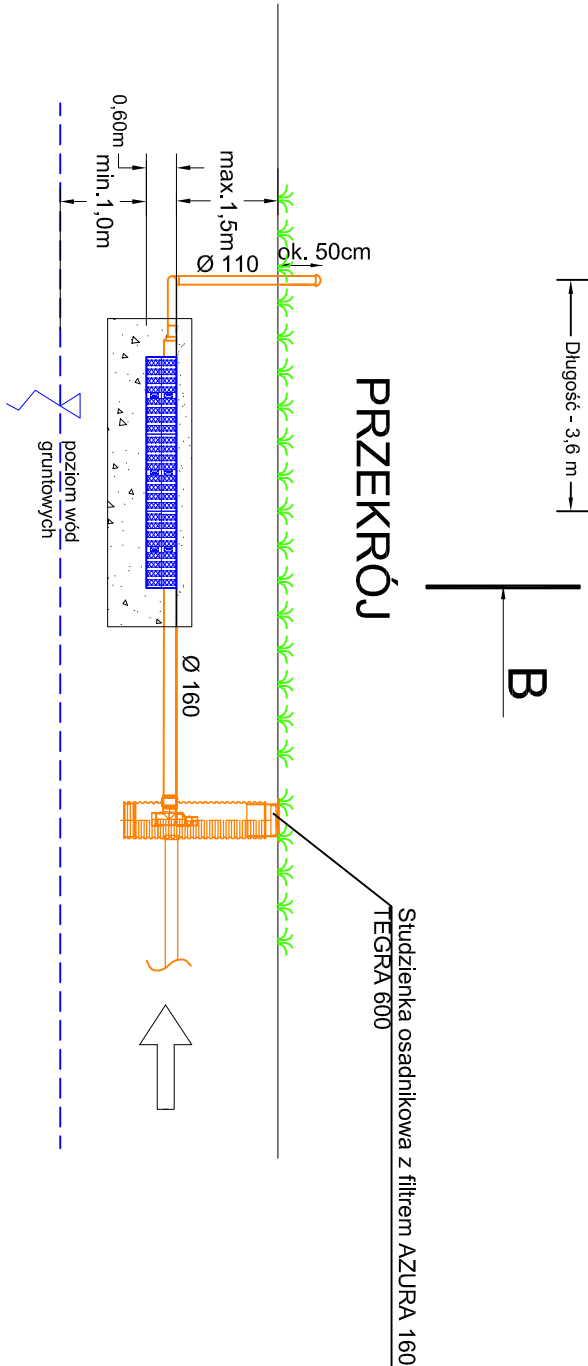 Długość - 3,6 m
B
PRZEKRÓJ
Studzienka osadnikowa z filtrem AZURA 160
TEGRA 600
ok. 50cm
Ø 110
max.1,5m
0,60m
min.1,0m
Ø 160
poziom wód
gruntowych